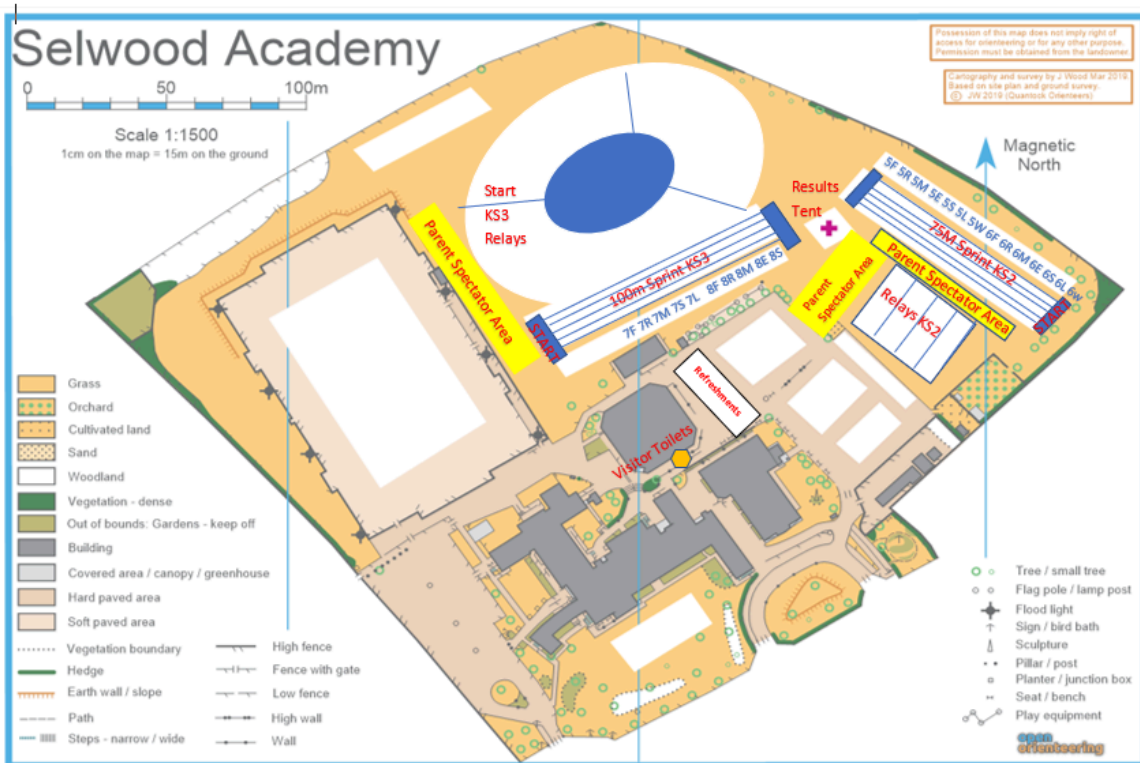 Selwood Academy
0 50 100m
Scale 1:1500
1cm on the map = 15m on the ground
Possession of this map does not imply right of
access for orienteering or for any other purpose.
Permission must be obtained from the landowner.
Cartography and survey by J Wood Mar 2019
Based on site plan and ground survey.
© JW 2019 (Quantock Orienteers)
Magnetic
North
Start
KS3
Relays
Results
Tent
5F 5R 5M 5E 5S 5L 5W 6F 6R 6M 6E 6S 6L 6w
75M Sprint KS2
START
Parent Spectator Area
Parent
Spectator Area
Relays KS2
Parent Spectator Area
100m Sprint KS3
START
7F 7R 7M 7S 7L 8F 8R 8M 8E 8S
Refreshments
Visitor Toilets
Grass
Orchard
Cultivated land
Sand
Woodland
Vegetation - dense
Out of bounds: Gardens - keep off
Building
Covered area / canopy / greenhouse
Hard paved area
Soft paved area
Vegetation boundary
Hedge
Earth wall / slope
Path
Steps - narrow / wide
High fence
Fence with gate
Low fence
High wall
Wall
Tree / small tree
Flag pole / lamp post
Flood light
Sign / bird bath
Sculpture
Pillar / post
Planter / junction box
Seat / bench
Play equipment
open
orienteering